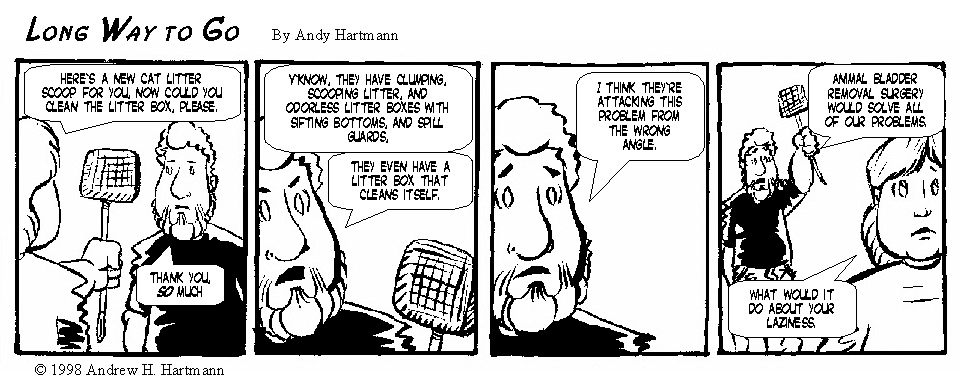 Long Way to Go
By Andy Hartmann
HERE'S A NEW CAT LITTER
SCOOP FOR YOU, NOW COULD YOU
CLEAN THE LITTER BOX, PLEASE.
THANK YOU,
SO MUCH
Y'KNOW, THEY HAVE CLUMPING,
SCOOPING LITTER, AND
ODORLESS LITTER BOXES WITH
SIFTING BOTTOMS, AND SPILL
GUARDS,
THEY EVEN HAVE A
LITTER BOX THAT
CLEANS ITSELF.
I THINK THEY'RE
ATTACKING THIS
PROBLEM FROM
THE WRONG
ANGLE.
ANIMAL BLADDER
REMOVAL SURGERY
WOULD SOLVE ALL
OF OUR PROBLEMS.
WHAT WOULD IT
DO ABOUT YOUR
LAZINESS.
© 1998 Andrew H. Hartmann